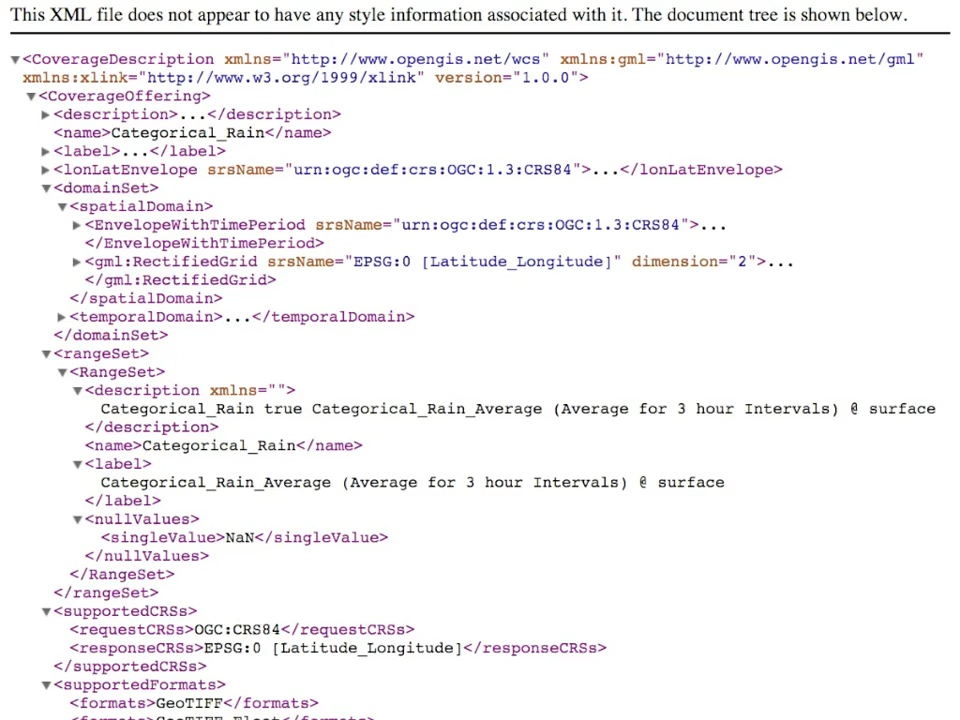 This XML file does not appear to have any style information associated with it. The document tree is shown below.
▼<CoverageDescription xmlns="http://www.opengis.net/wcs" xmlns:gml="http://www.opengis.net/gml"
xmlns:xlink="http://www.w3.org/1999/xlink" version="1.0.0">
▼<CoverageOffering>
▶<description>...</description>
<name>Categorical_Rain</name>
▶<label>...</label>
▶<lonLatEnvelope srsName="urn:ogc:def:crs:OGC:1.3:CRS84">...</lonLatEnvelope>
▼<domainSet>
▼<spatialDomain>
▶<EnvelopeWithTimePeriod srsName="urn:ogc:def:crs:OGC:1.3:CRS84">...
</EnvelopeWithTimePeriod>
▶<gml:RectifiedGrid srsName="EPSG:0 [Latitude_Longitude]" dimension="2">...
</gml:RectifiedGrid>
</spatialDomain>
▶<temporalDomain>...</temporalDomain>
</domainSet>
▼<rangeSet>
▼<RangeSet>
▼<description xmlns="">
Categorical_Rain true Categorical_Rain_Average (Average for 3 hour Intervals) @ surface
</description>
<name>Categorical_Rain</name>
▼<label>
Categorical_Rain_Average (Average for 3 hour Intervals) @ surface
</label>
▼<nullValues>
<singleValue>NaN</singleValue>
</nullValues>
</RangeSet>
</rangeSet>
▼<supportedCRSs>
<requestCRSs>OGC:CRS84</requestCRSs>
<responseCRSs>EPSG:0 [Latitude_Longitude]</responseCRSs>
</supportedCRSs>
▼<supportedFormats>
<formats>GeoTIFF</formats>